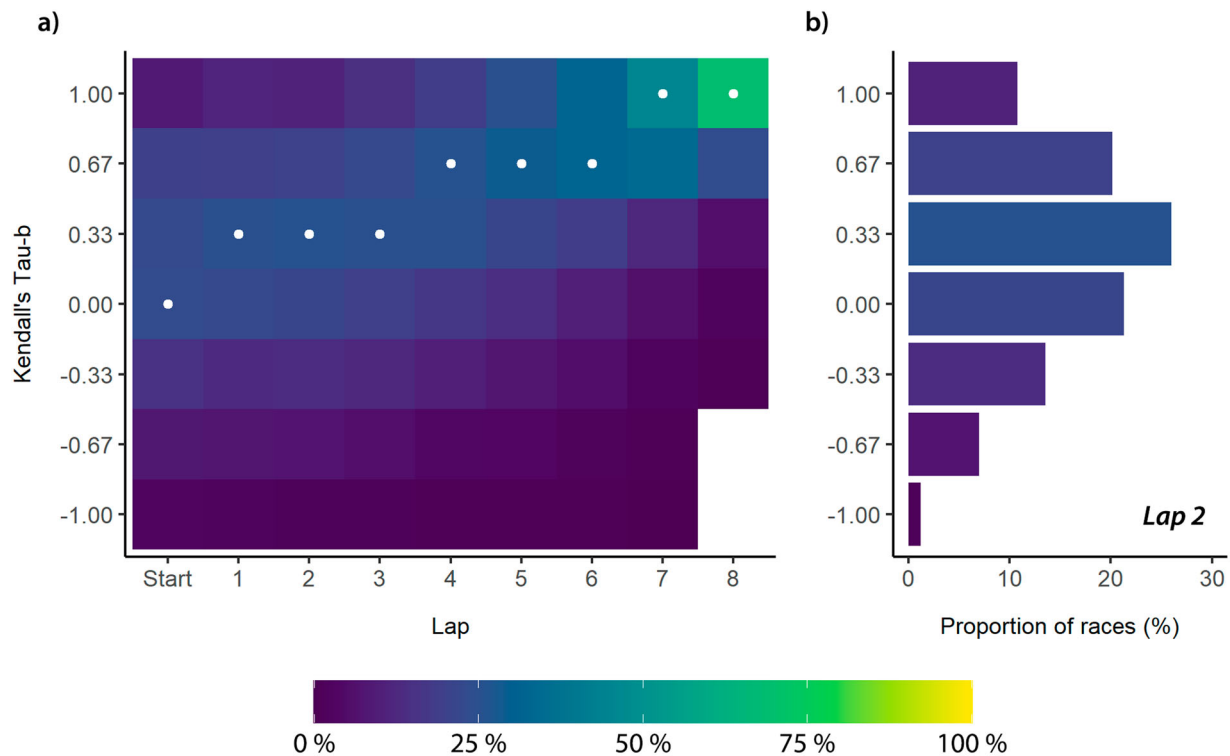 a)
Kendall's Tau-b
1.00
0.67
0.33
0.00
-0.33
-0.67
-1.00
Start 1 2 3 4 5 6 7 8
Lap
b)
1.00
0.67
0.33
0.00
-0.33
-0.67
-1.00
Lap 2
0 10 20 30
Proportion of races (%)
0 % 25 % 50 % 75 % 100 %